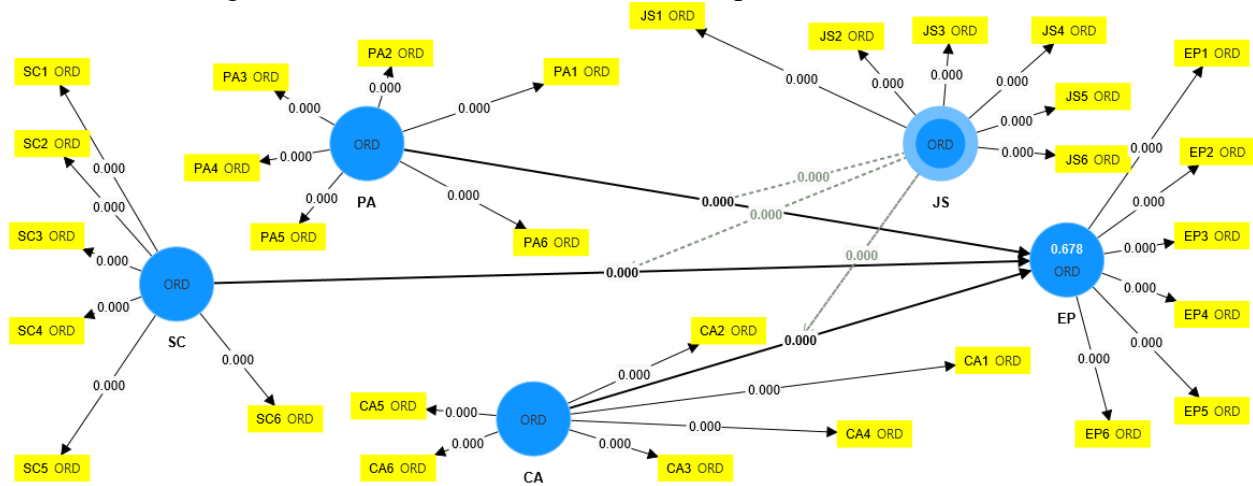 JS1 ORD
JS2 ORD
JS3 ORD
JS4 ORD
JS5 ORD
JS6 ORD
0.000
0.000
0.000
0.000
0.000
0.000
ORD
JS
PA3 ORD
PA2 ORD
PA1 ORD
PA4 ORD
PA5 ORD
PA6 ORD
0.000
0.000
0.000
0.000
0.000
0.000
ORD
PA
SC1 ORD
SC2 ORD
SC3 ORD
SC4 ORD
SC5 ORD
SC6 ORD
0.000
0.000
0.000
0.000
0.000
0.000
ORD
SC
0.000
0.000
0.000
0.000
0.000
0.000
EP1 ORD
EP2 ORD
EP3 ORD
EP4 ORD
EP5 ORD
EP6 ORD
0.000
0.000
0.000
0.000
0.000
0.000
0.678
ORD
EP
CA2 ORD
CA1 ORD
CA5 ORD
CA4 ORD
CA6 ORD
CA3 ORD
0.000
0.000
0.000
0.000
0.000
0.000
ORD
CA